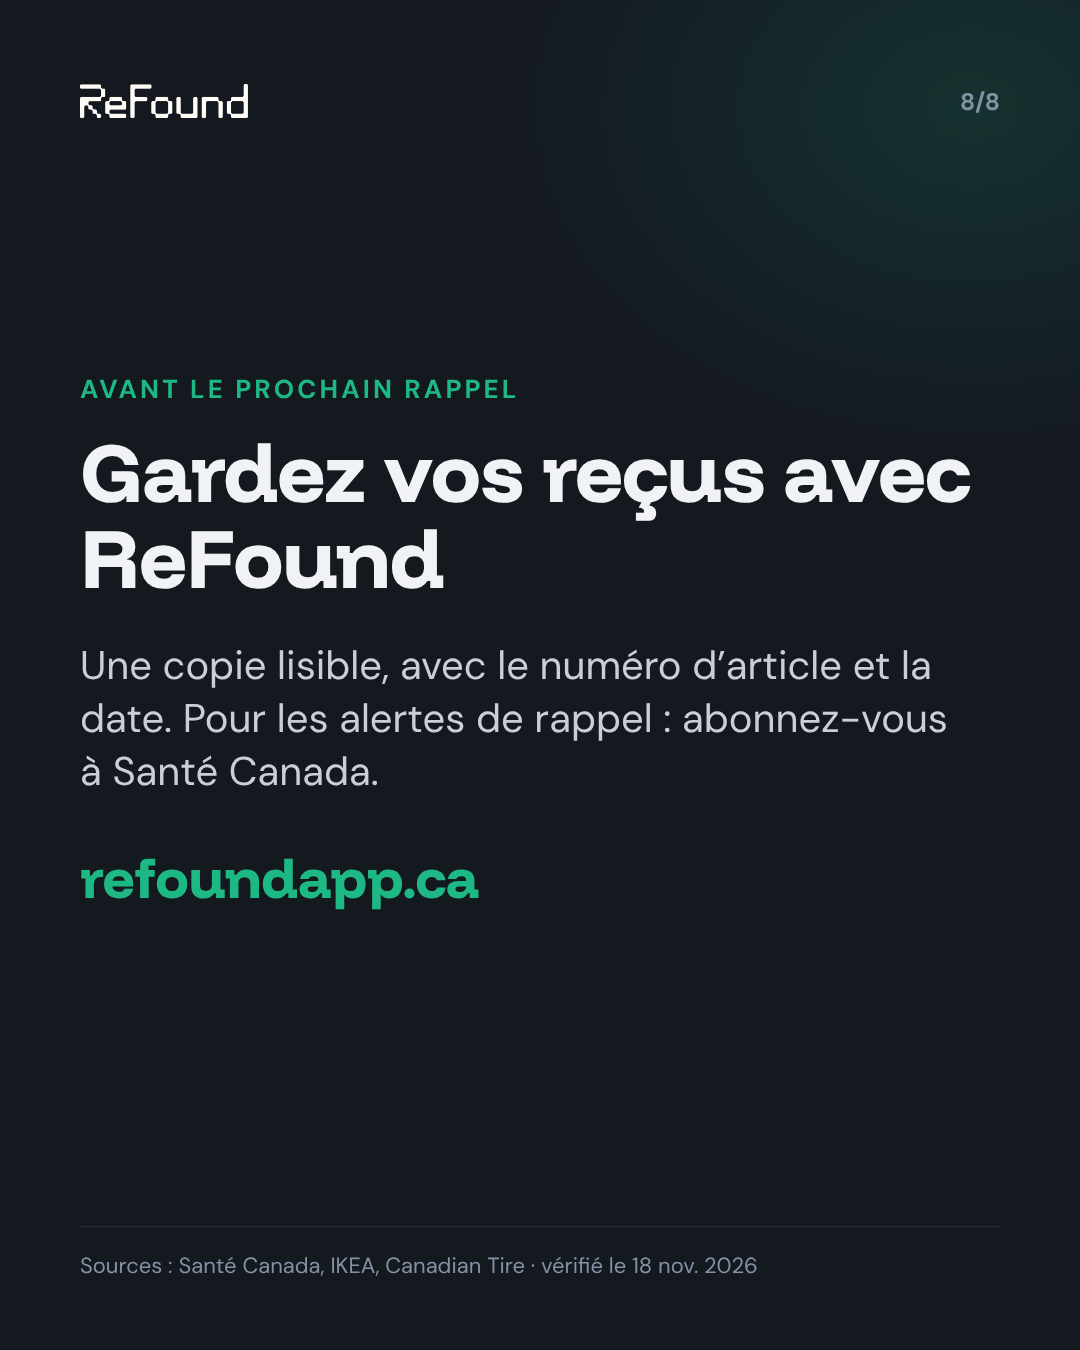 ReFound
8/8
AVANT LE PROCHAIN RAPPEL
Gardez vos reçus avec
ReFound
Une copie lisible, avec le numéro d’article et la
date. Pour les alertes de rappel : abonnez-vous
à Santé Canada.
refoundapp.ca
Sources : Santé Canada, IKEA, Canadian Tire · vérifié le 18 nov. 2026